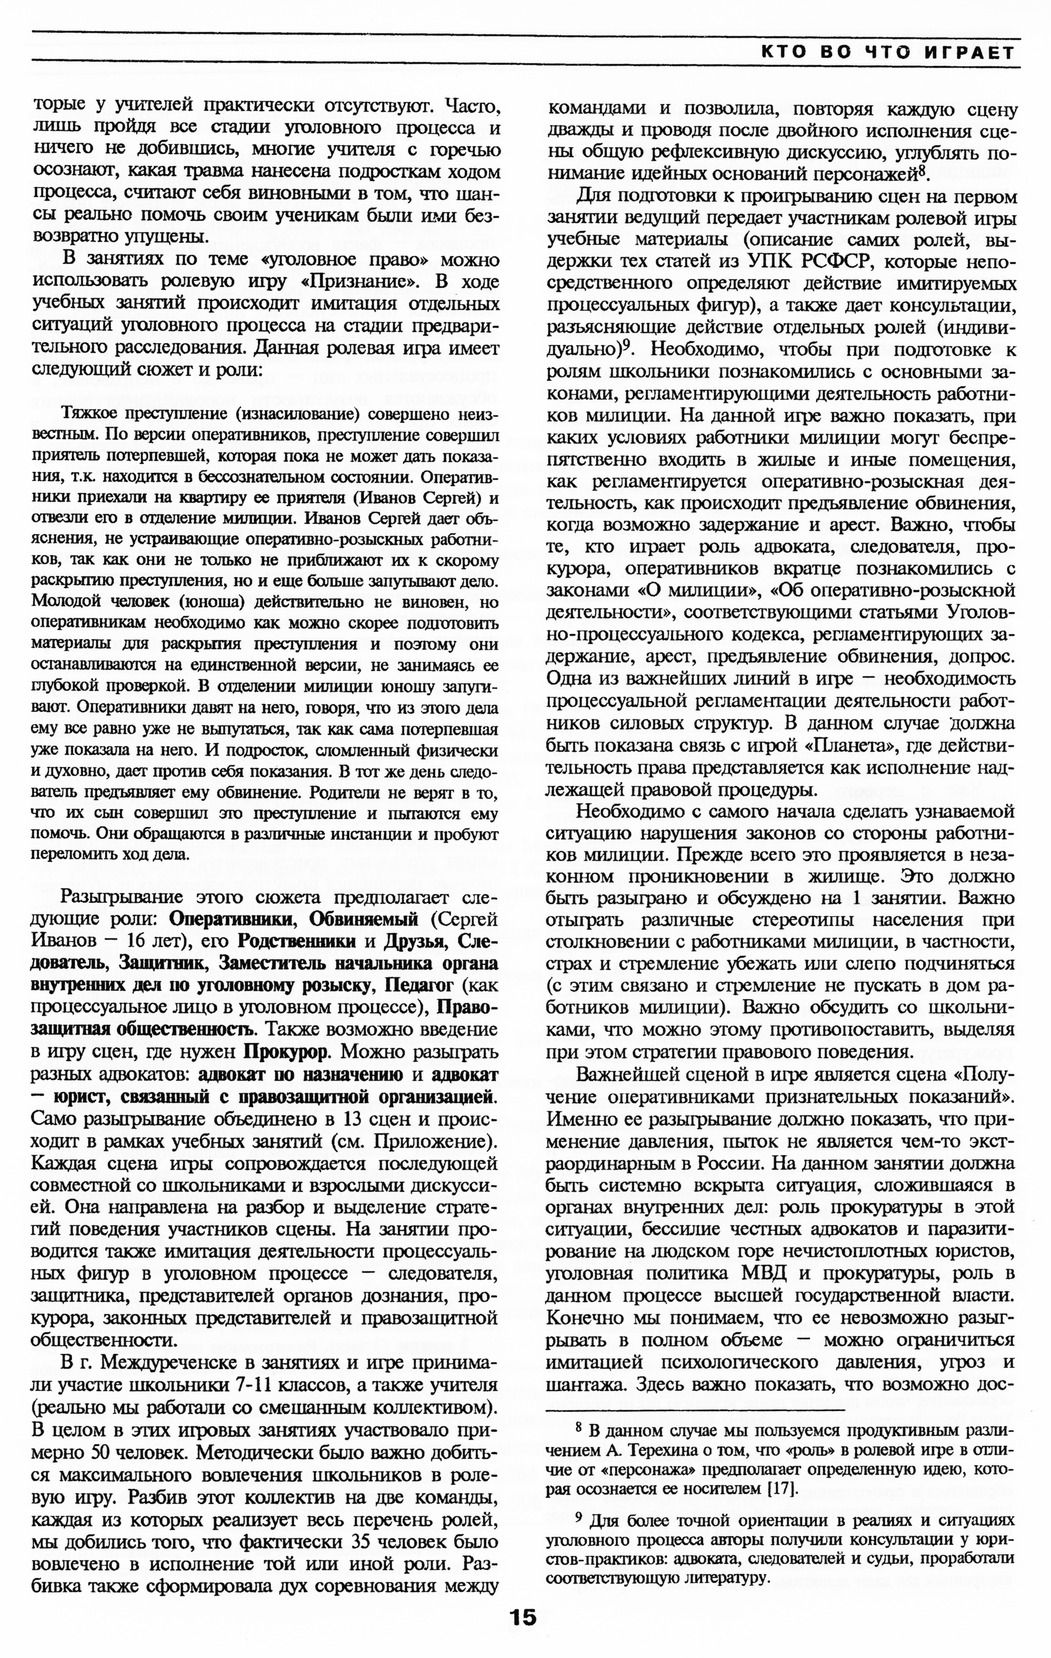 КТО ВО ЧТО ИГРАЕТ
торые у учителей практически отсутствуют. Часто,
лишь пройдя все стадии уголовного процесса и
ничего не добившись, многие учителя с горечью
осознают, какая травма нанесена подросткам ходом
процесса, считают себя виновными в том, что шан-
сы реально помочь своим ученикам были ими без-
возвратно упущены.
В занятиях по теме «уголовное право» можно
использовать ролевую игру «Признание». В ходе
учебных занятий происходит имитация отдельных
ситуаций уголовного процесса на стадии предвари-
тельного расследования. Данная ролевая игра имеет
следующий сюжет и роли:
Тяжкое преступление (изнасилование) совершено неиз-
вестным. По версии оперативников, преступление совершил
приятель потерпевшей, которая пока не может дать показа-
ния, т.к. находится в бессознательном состоянии. Оператив-
ники приехали на квартиру ее приятеля (Иванов Сергей) и
отвезли его в отделение милиции. Иванов Сергей дает объ-
яснения, не устраивающие оперативно-розыскных работни-
ков, так как они не только не приближают их к скорому
раскрытию преступления, но и еще больше запутывают дело.
Молодой человек (юноша) действительно не виновен, но
оперативникам необходимо как можно скорее подготовить
материалы для раскрытия преступления и поэтому они
останавливаются на единственной версии, не занимаясь ее
глубокой проверкой. В отделении милиции юношу запуги-
вают. Оперативники давят на него, говоря, что из этого дела
ему все равно уже не выпутаться, так как сама потерпевшая
уже показала на него. И подросток, сломленный физически
и духовно, дает против себя показания. В тот же день следо-
ватель предъявляет ему обвинение. Родители не верят в то,
что их сын совершил это преступление и пытаются ему
помочь. Они обращаются в различные инстанции и пробуют
переломить ход дела.
Разыгрывание этого сюжета предполагает сле-
дующие роли: Оперативники, Обвиняемый (Сергей
Иванов — 16 лет), его Родственники и Друзья, Сле-
дователь, Защитник, Заместитель начальника органа
внутренних дел по уголовному розыску, Педагог (как
процессуальное лицо в уголовном процессе), Право-
защитная общественность. Также возможно введение
в игру сцен, где нужен Прокурор. Можно разыграть
разных адвокатов: адвокат по назначению и адвокат
— юрист, связанный с правозащитной организацией.
Само разыгрывание объединено в 13 сцен и проис-
ходит в рамках учебных занятий (см. Приложение).
Каждая сцена игры сопровождается последующей
совместной со школьниками и взрослыми дискусси-
ей. Она направлена на разбор и выделение страте-
гий поведения участников сцены. На занятии про-
водится также имитация деятельности процессуаль-
ных фигур в уголовном процессе — следователя,
защитника, представителей органов дознания, про-
курора, законных представителей и правозащитной
общественности.
В г. Междуреченске в занятиях и игре принима-
ли участие школьники 7-11 классов, а также учителя
(реально мы работали со смешанным коллективом).
В целом в этих игровых занятиях участвовало при-
мерно 50 человек. Методически было важно добить-
ся максимального вовлечения школьников в роле-
вую игру. Разбив этот коллектив на две команды,
каждая из которых реализует весь перечень ролей,
мы добились того, что фактически 35 человек было
вовлечено в исполнение той или иной роли. Раз-
бивка также сформировала дух соревнования между
командами и позволила, повторяя каждую сцену
дважды и проводя после двойного исполнения сце-
ны общую рефлексивную дискуссию, углублять по-
нимание идейных оснований персонажей⁸.
Для подготовки к проигрыванию сцен на первом
занятии ведущий передает участникам ролевой игры
учебные материалы (описание самих ролей, вы-
держки тех статей из УПК РСФСР, которые непо-
средственного определяют действие имитируемых
процессуальных фигур), а также дает консультации,
разъясняющие действие отдельных ролей (индиви-
дуально)⁹. Необходимо, чтобы при подготовке к
ролям школьники познакомились с основными за-
конами, регламентирующими деятельность работни-
ков милиции. На данной игре важно показать, при
каких условиях работники милиции могут беспре-
пятственно входить в жилые и иные помещения,
как регламентируется оперативно-розыскная дея-
тельность, как происходит предъявление обвинения,
когда возможно задержание и арест. Важно, чтобы
те, кто играет роль адвоката, следователя, про-
курора, оперативников вкратце познакомились с
законами «О милиции», «Об оперативно-розыскной
деятельности», соответствующими статьями Уголов-
но-процессуального кодекса, регламентирующих за-
держание, арест, предъявление обвинения, допрос.
Одна из важнейших линий в игре — необходимость
процессуальной регламентации деятельности работ-
ников силовых структур. В данном случае должна
быть показана связь с игрой «Планета», где действи-
тельность права представляется как исполнение над-
лежащей правовой процедуры.
Необходимо с самого начала сделать узнаваемой
ситуацию нарушения законов со стороны работни-
ков милиции. Прежде всего это проявляется в неза-
конном проникновении в жилище. Это должно
быть разыграно и обсуждено на 1 занятии. Важно
отыграть различные стереотипы населения при
столкновении с работниками милиции, в частности,
страх и стремление убежать или слепо подчиняться
(с этим связано и стремление не пускать в дом ра-
ботников милиции). Важно обсудить со школьни-
ками, что можно этому противопоставить, выделяя
при этом стратегии правового поведения.
Важнейшей сценой в игре является сцена «Полу-
чение оперативниками признательных показаний».
Именно ее разыгрывание должно показать, что при-
менение давления, пыток не является чем-то экст-
раординарным в России. На данном занятии должна
быть системно вскрыта ситуация, сложившаяся в
органах внутренних дел: роль прокуратуры в этой
ситуации, бессилие честных адвокатов и паразити-
рование на людском горе нечистоплотных юристов,
уголовная политика МВД и прокуратуры, роль в
данном процессе высшей государственной власти.
Конечно мы понимаем, что ее невозможно разыг-
рывать в полном объеме — можно ограничиться
имитацией психологического давления, угроз и
шантажа. Здесь важно показать, что возможно дос-
⁸ В данном случае мы пользуемся продуктивным разли-
чением А. Терехина о том, что «роль» в ролевой игре в отли-
чие от «персонажа» предполагает определенную идею, кото-
рая осознается ее носителем [17].
⁹ Для более точной ориентации в реалиях и ситуациях
уголовного процесса авторы получили консультации у юри-
стов-практиков: адвоката, следователей и судьи, проработали
соответствующую литературу.
15